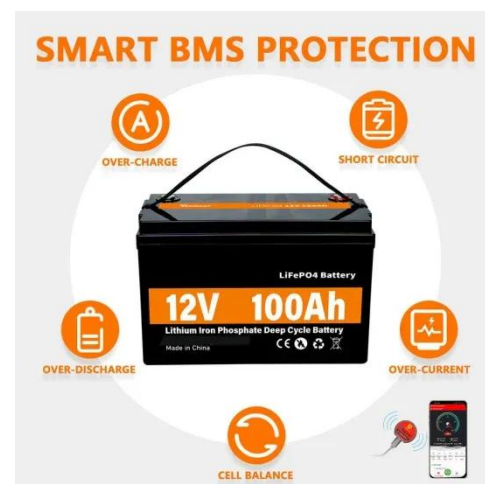 SMART BMS PROTECTION
A
OVER-CHARGE
SHORT CIRCUIT
LiFePO4 Battery
12V 100Ah
Lithium Iron Phosphate Deep Cycle Battery
Made in China
CE
OVER-DISCHARGE
OVER-CURRENT
CELL BALANCE